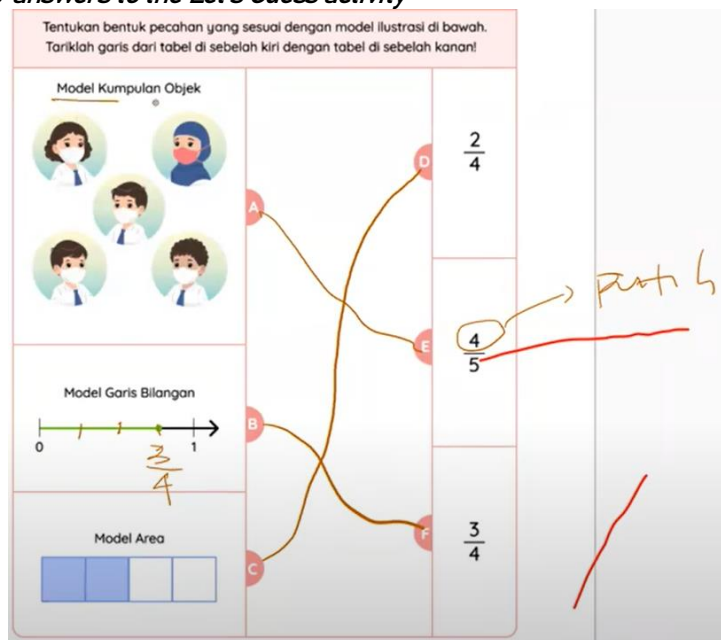 answers to the Let's Guess activity
Tentukan bentuk pecahan yang sesuai dengan model ilustrasi di bawah.
Tariklah garis dari tabel di sebelah kiri dengan tabel di sebelah kanan!
Model Kumpulan Objek
A
D
2/4
E
4/5
putih
Model Garis Bilangan
0
1
3/4
B
F
3/4
Model Area
C